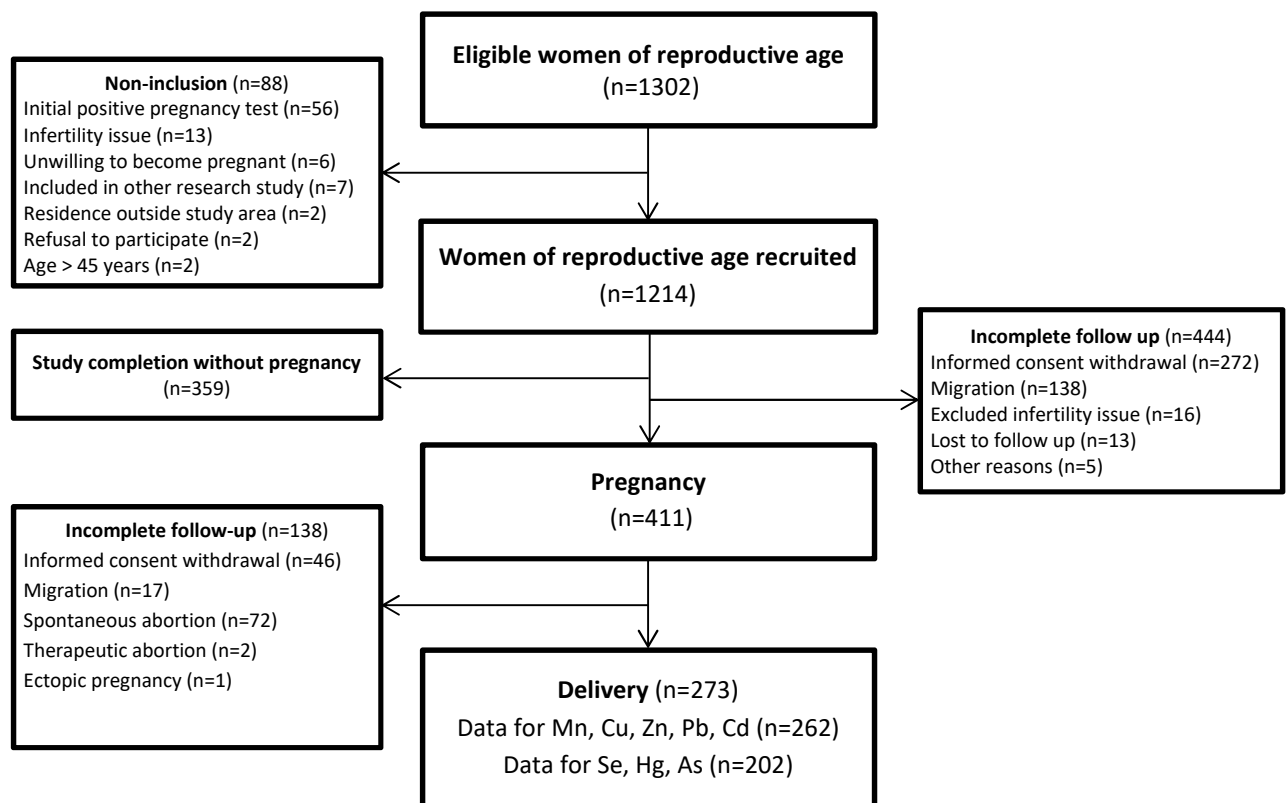 Eligible women of reproductive age
(n=1302)
Non-inclusion (n=88)
Initial positive pregnancy test (n=56)
Infertility issue (n=13)
Unwilling to become pregnant (n=6)
Included in other research study (n=7)
Residence outside study area (n=2)
Refusal to participate (n=2)
Age > 45 years (n=2)
Women of reproductive age recruited
(n=1214)
Study completion without pregnancy
(n=359)
Incomplete follow up (n=444)
Informed consent withdrawal (n=272)
Migration (n=138)
Excluded infertility issue (n=16)
Lost to follow up (n=13)
Other reasons (n=5)
Pregnancy
(n=411)
Incomplete follow-up (n=138)
Informed consent withdrawal (n=46)
Migration (n=17)
Spontaneous abortion (n=72)
Therapeutic abortion (n=2)
Ectopic pregnancy (n=1)
Delivery (n=273)
Data for Mn, Cu, Zn, Pb, Cd (n=262)
Data for Se, Hg, As (n=202)